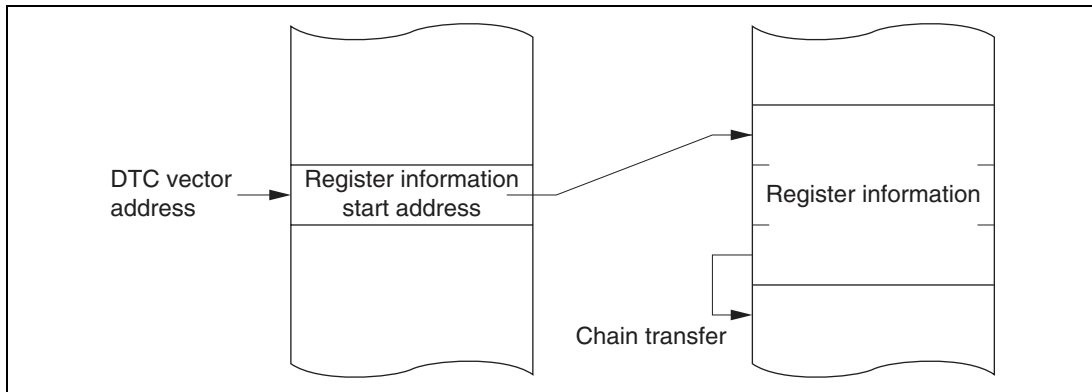 DTC vector
address
Register information
start address
Register information
Chain transfer